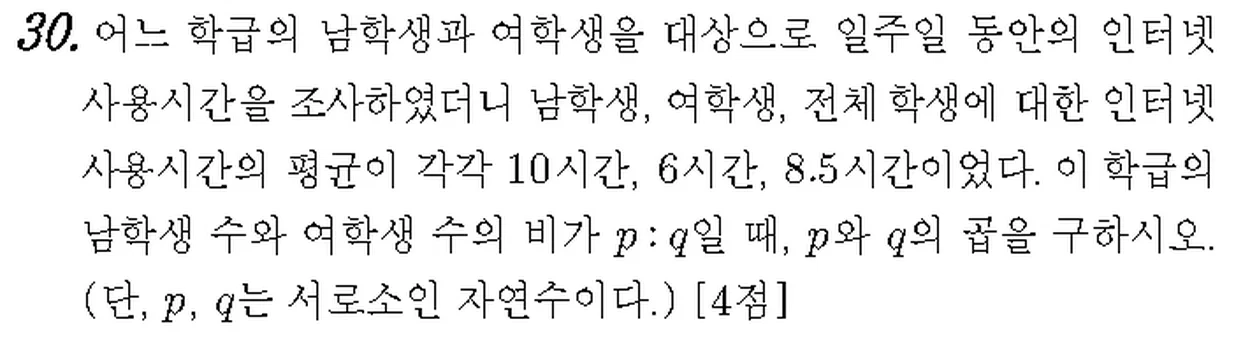 30. 어느 학급의 남학생과 여학생을 대상으로 일주일 동안의 인터넷
사용시간을 조사하였더니 남학생, 여학생, 전체 학생에 대한 인터넷
사용시간의 평균이 각각 10시간, 6시간, 8.5시간이었다. 이 학급의
남학생 수와 여학생 수의 비가 p : q일 때, p와 q의 곱을 구하시오.
(단, p, q는 서로소인 자연수이다.) [4점]